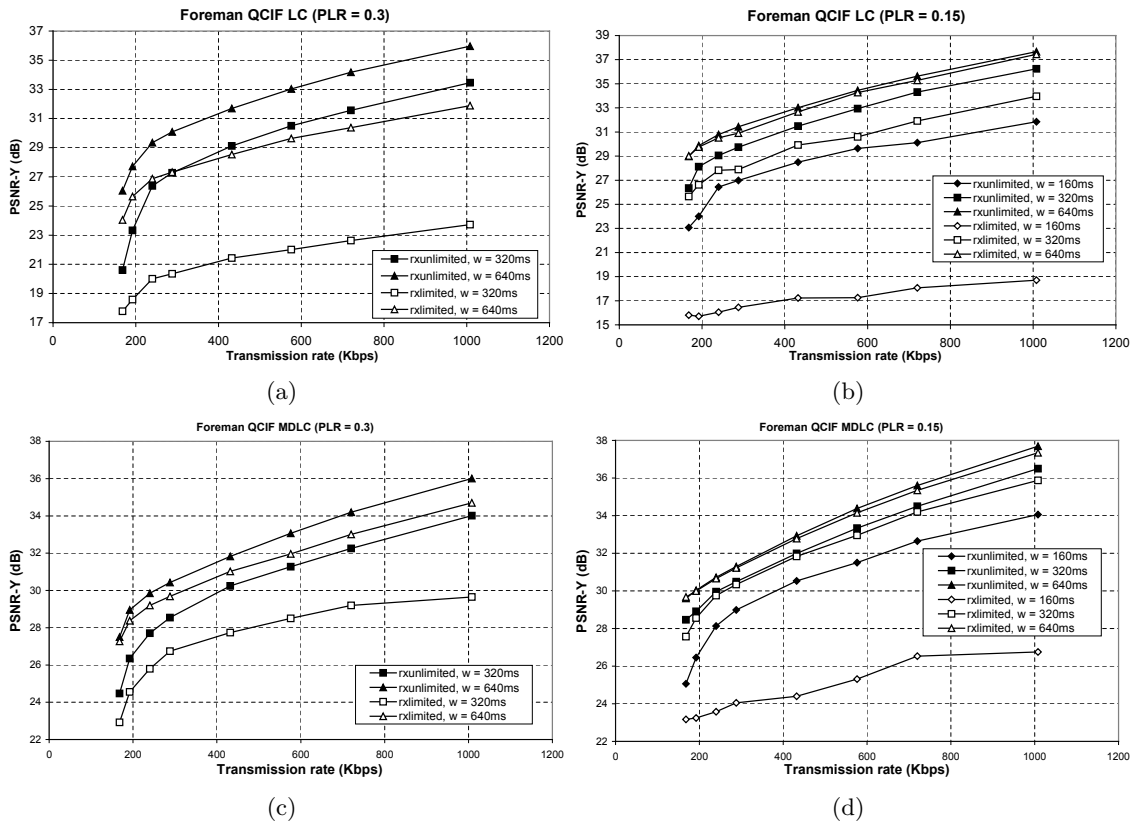 Foreman QCIF LC (PLR = 0.3)
37
35
33
31
29
27
25
23
21
19
17
PSNR-Y (dB)
rxunlimited, w = 320ms
rxunlimited, w = 640ms
rxlimited, w = 320ms
rxlimited, w = 640ms
0 200 400 600 800 1000 1200
Transmission rate (Kbps)
(a)
Foreman QCIF LC (PLR = 0.15)
39
37
35
33
31
29
27
25
23
21
19
17
15
PSNR-Y (dB)
rxunlimited, w = 160ms
rxunlimited, w = 320ms
rxunlimited, w = 640ms
rxlimited, w = 160ms
rxlimited, w = 320ms
rxlimited, w = 640ms
0 200 400 600 800 1000 1200
Transmission rate (Kbps)
(b)
Foreman QCIF MDLC (PLR = 0.3)
38
36
34
32
30
28
26
24
22
PSNR-Y (dB)
rxunlimited, w = 320ms
rxunlimited, w = 640ms
rxlimited, w = 320ms
rxlimited, w = 640ms
0 200 400 600 800 1000 1200
Transmission rate (Kbps)
(c)
Foreman QCIF MDLC (PLR = 0.15)
38
36
34
32
30
28
26
24
22
PSNR-Y (dB)
rxunlimited, w = 160ms
rxunlimited, w = 320ms
rxunlimited, w = 640ms
rxlimited, w = 160ms
rxlimited, w = 320ms
rxlimited, w = 640ms
0 200 400 600 800 1000 1200
Transmission rate (Kbps)
(d)